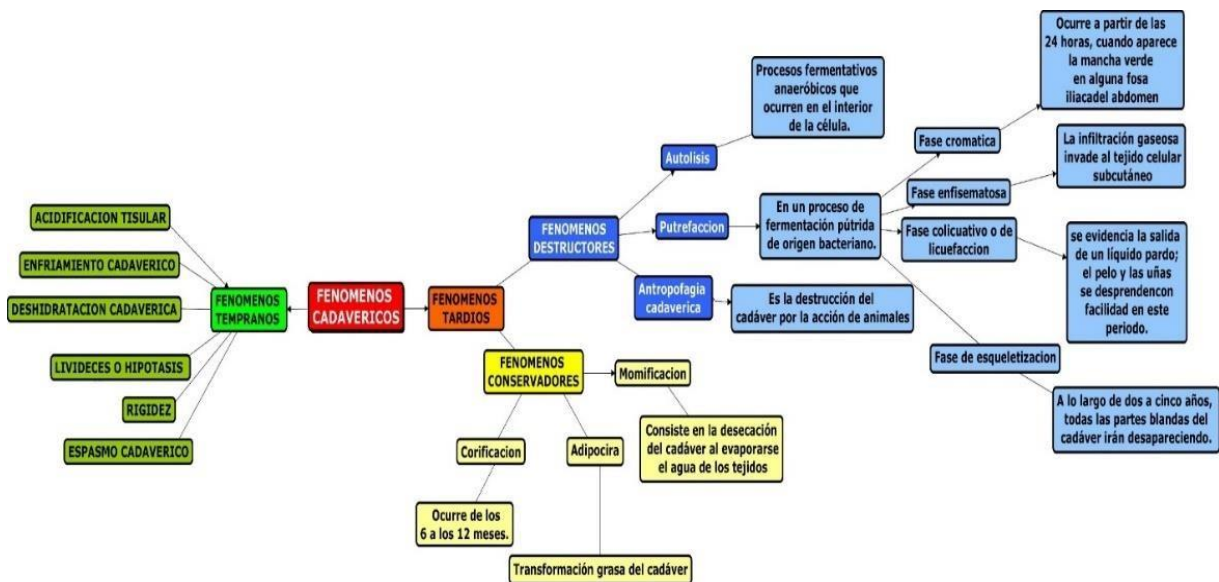 FENOMENOS
CADAVERICOS
FENOMENOS
TEMPRANOS
ACIDIFICACION TISULAR
ENFRIAMIENTO CADAVERICO
DESHIDRATACION CADAVERICA
LIVIDECES O HIPOTASIS
RIGIDEZ
ESPASMO CADAVERICO
FENOMENOS
TARDIOS
FENOMENOS
DESTRUCTORES
Autolisis
Procesos fermentativos
anaeróbicos que
ocurren en el interior
de la célula.
Putrefaccion
En un proceso de
fermentación pútrida
de origen bacteriano.
Fase cromatica
Ocurre a partir de las
24 horas, cuando aparece
la mancha verde
en alguna fosa
iliacadel abdomen
Fase enfisematosa
La infiltración gaseosa
invade al tejido celular
subcutáneo
Fase colicuativo o de
licuefaccion
se evidencia la salida
de un líquido pardo;
el pelo y las uñas
se desprendencon
facilidad en este
periodo.
Fase de esqueletizacion
A lo largo de dos a cinco años,
todas las partes blandas del
cadáver irán desapareciendo.
Antropofagia
cadaverica
Es la destrucción del
cadáver por la acción de animales
FENOMENOS
CONSERVADORES
Momificacion
Consiste en la desecación
del cadáver al evaporarse
el agua de los tejidos
Corificacion
Ocurre de los
6 a los 12 meses.
Adipocira
Transformación grasa del cadáver